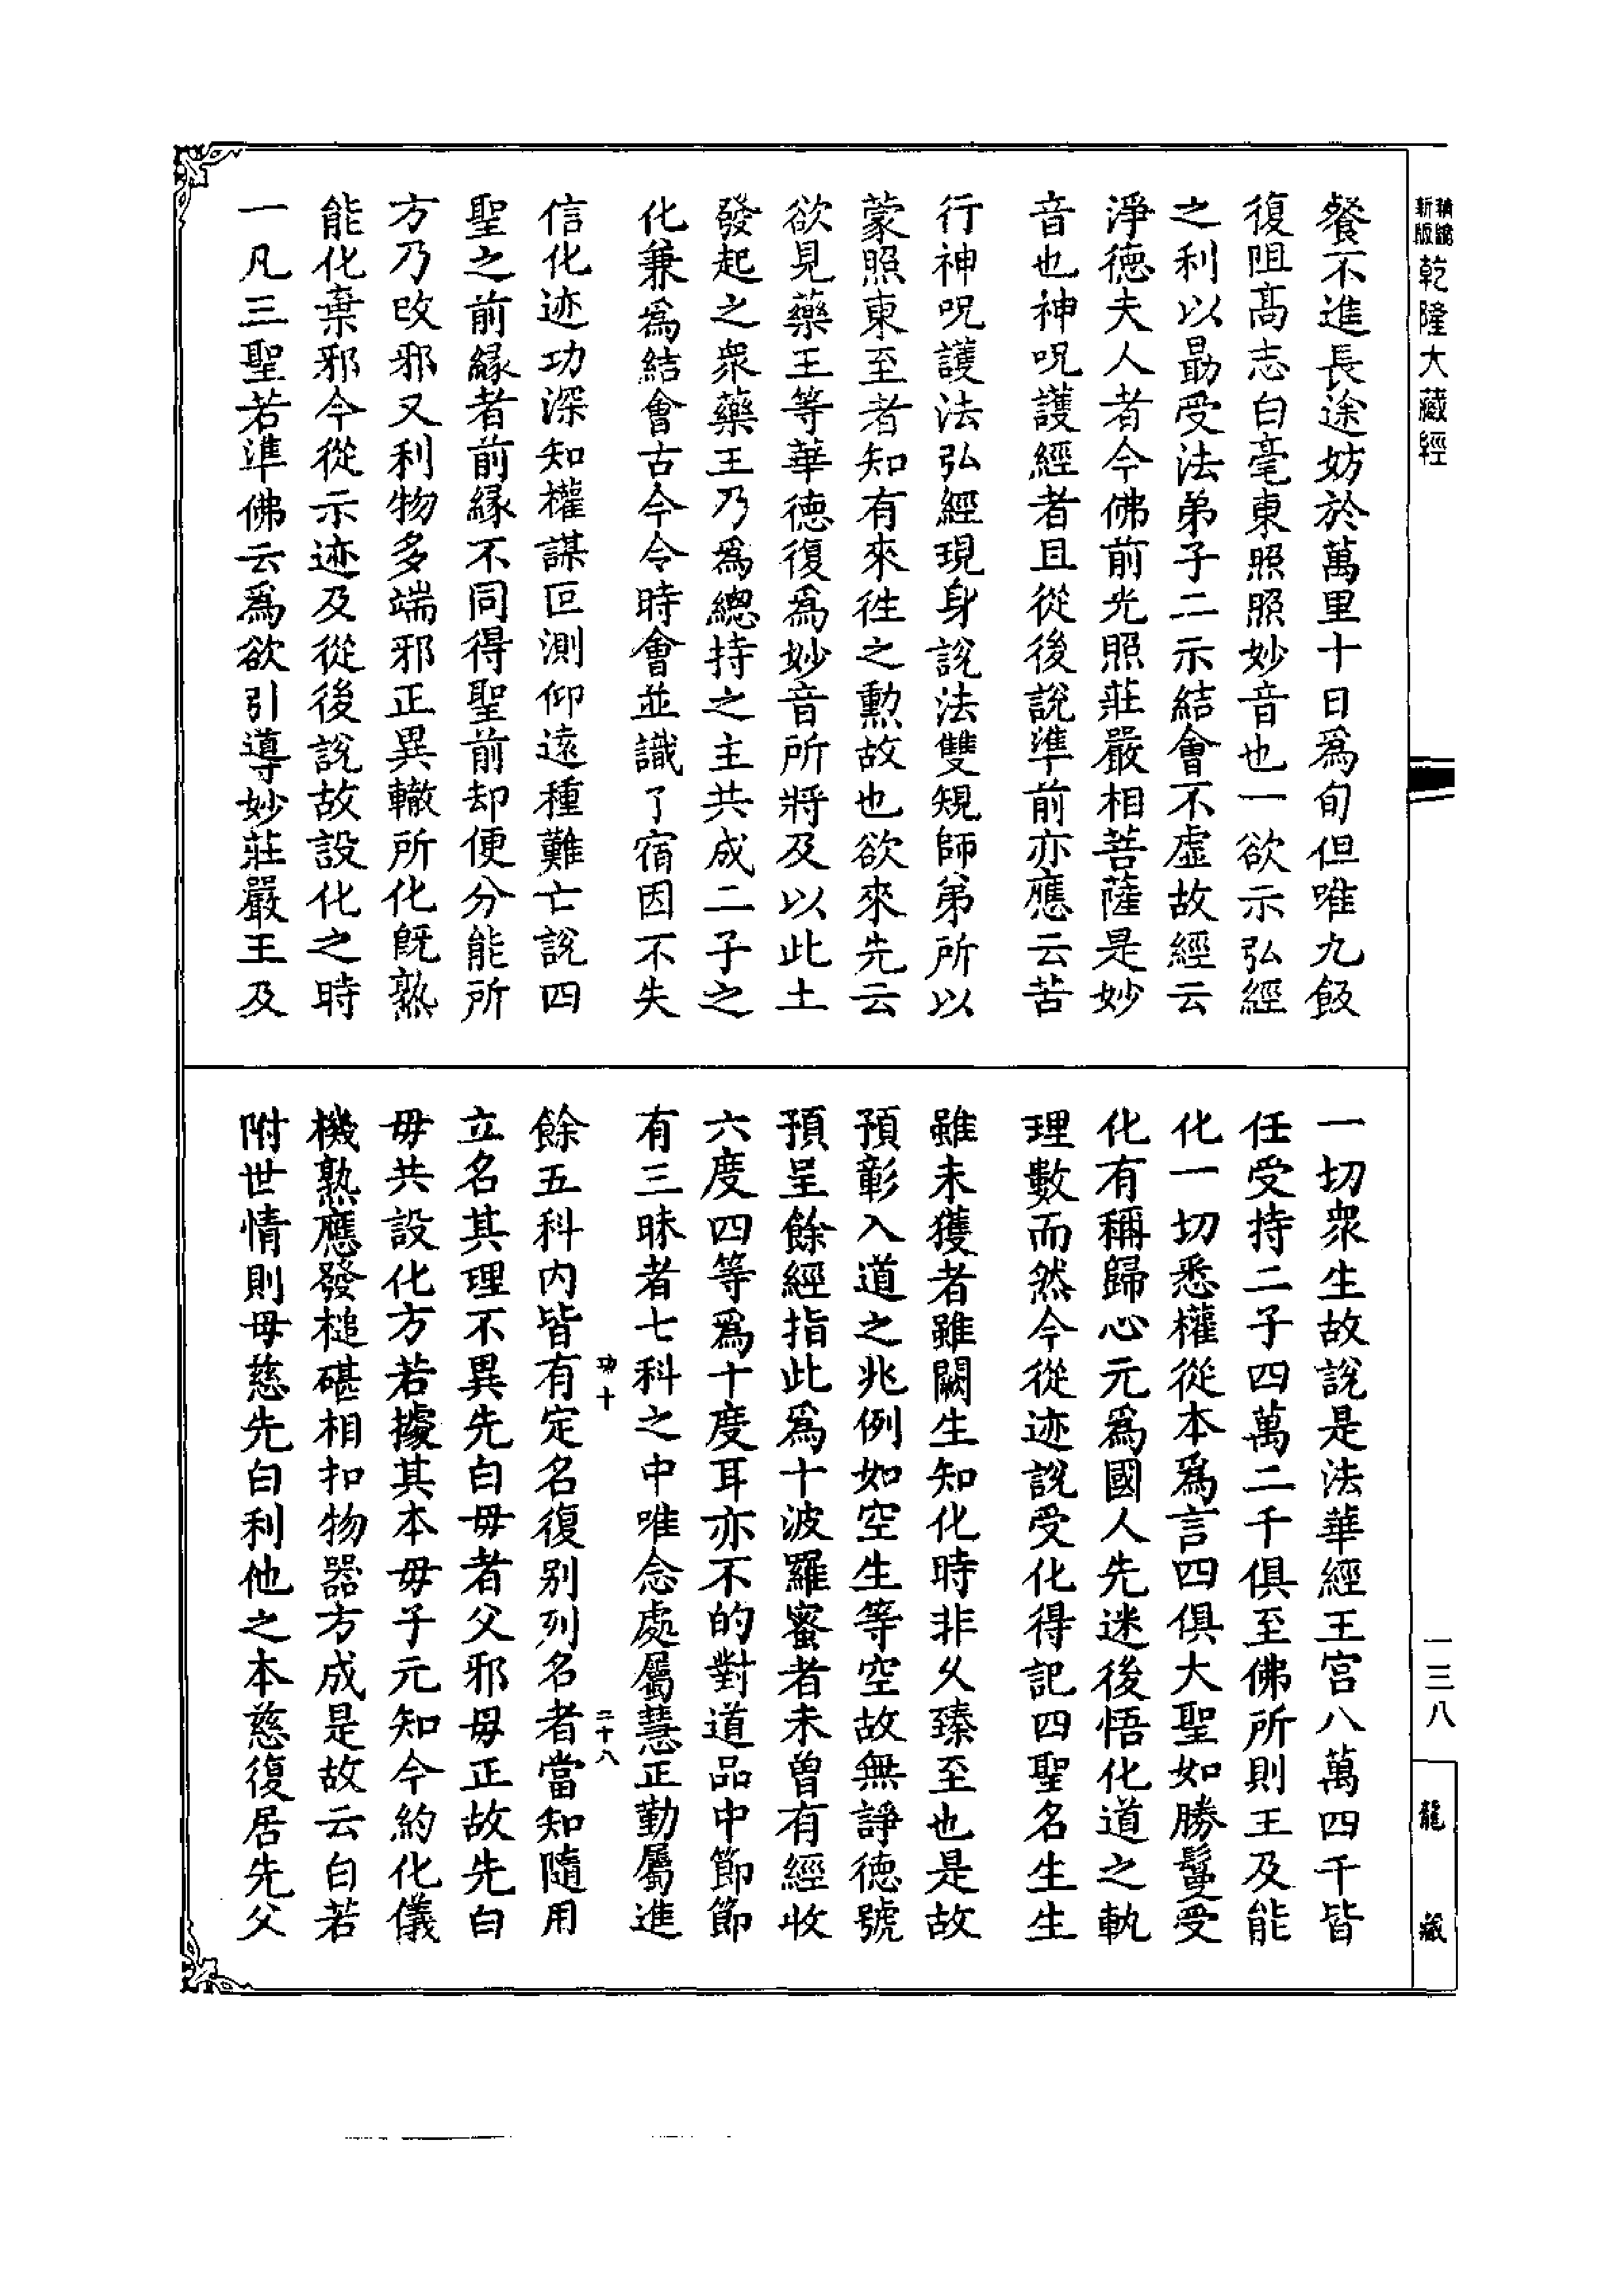 新編縮版
乾隆大藏經
餐不進長途妨於萬里十日爲旬但唯九飯
復阻高志白毫東照照妙音也一欲示弘經
之利以勗受法弟子二示結會不虛故經云
淨德夫人者今佛前光照莊嚴相菩薩是妙
音也神呪護經者且從後說準前亦應云苦
行神呪護法弘經現身說法雙規師弟所以
蒙照東至者知有來往之勲故也欲來先云
欲見藥王等華德復爲妙音所將及以此土
發起之衆藥王乃爲總持之主共成二子之
化兼爲結會古今令時會並識了宿因不失
信化迹功深知權謀叵測仰遠種難亡說四
聖之前緣者前緣不同得聖前却便分能所
方乃改邪又利物多端邪正異轍所化旣熟
能化棄邪今從示迹及從後說故設化之時
一凡三聖若準佛云爲欲引導妙莊嚴王及
一切衆生故說是法華經王宮八萬四千皆
任受持二子四萬二千俱至佛所則王及能
化一切悉權從本爲言四俱大聖如勝鬘受
化有稱歸心元爲國人先迷後悟化道之軌
理數而然今從迹說受化得記四聖名生生
雖未獲者雖闕生知化時非久臻至也是故
預彰入道之兆例如空生等空故無諍德號
預呈餘經指此爲十波羅蜜者未曾有經收
六度四等爲十度耳亦不的對道品中節節
有三昧者七科之中唯念處屬慧正勤屬進
功十
二十八
餘五科內皆有定名復別列名者當知隨用
立名其理不異先白母者父邪母正故先白
母共設化方若據其本母子元知今約化儀
機熟應發槌碪相扣物器方成是故云白若
附世情則母慈先白利他之本慈復居先父
一三八
龍藏